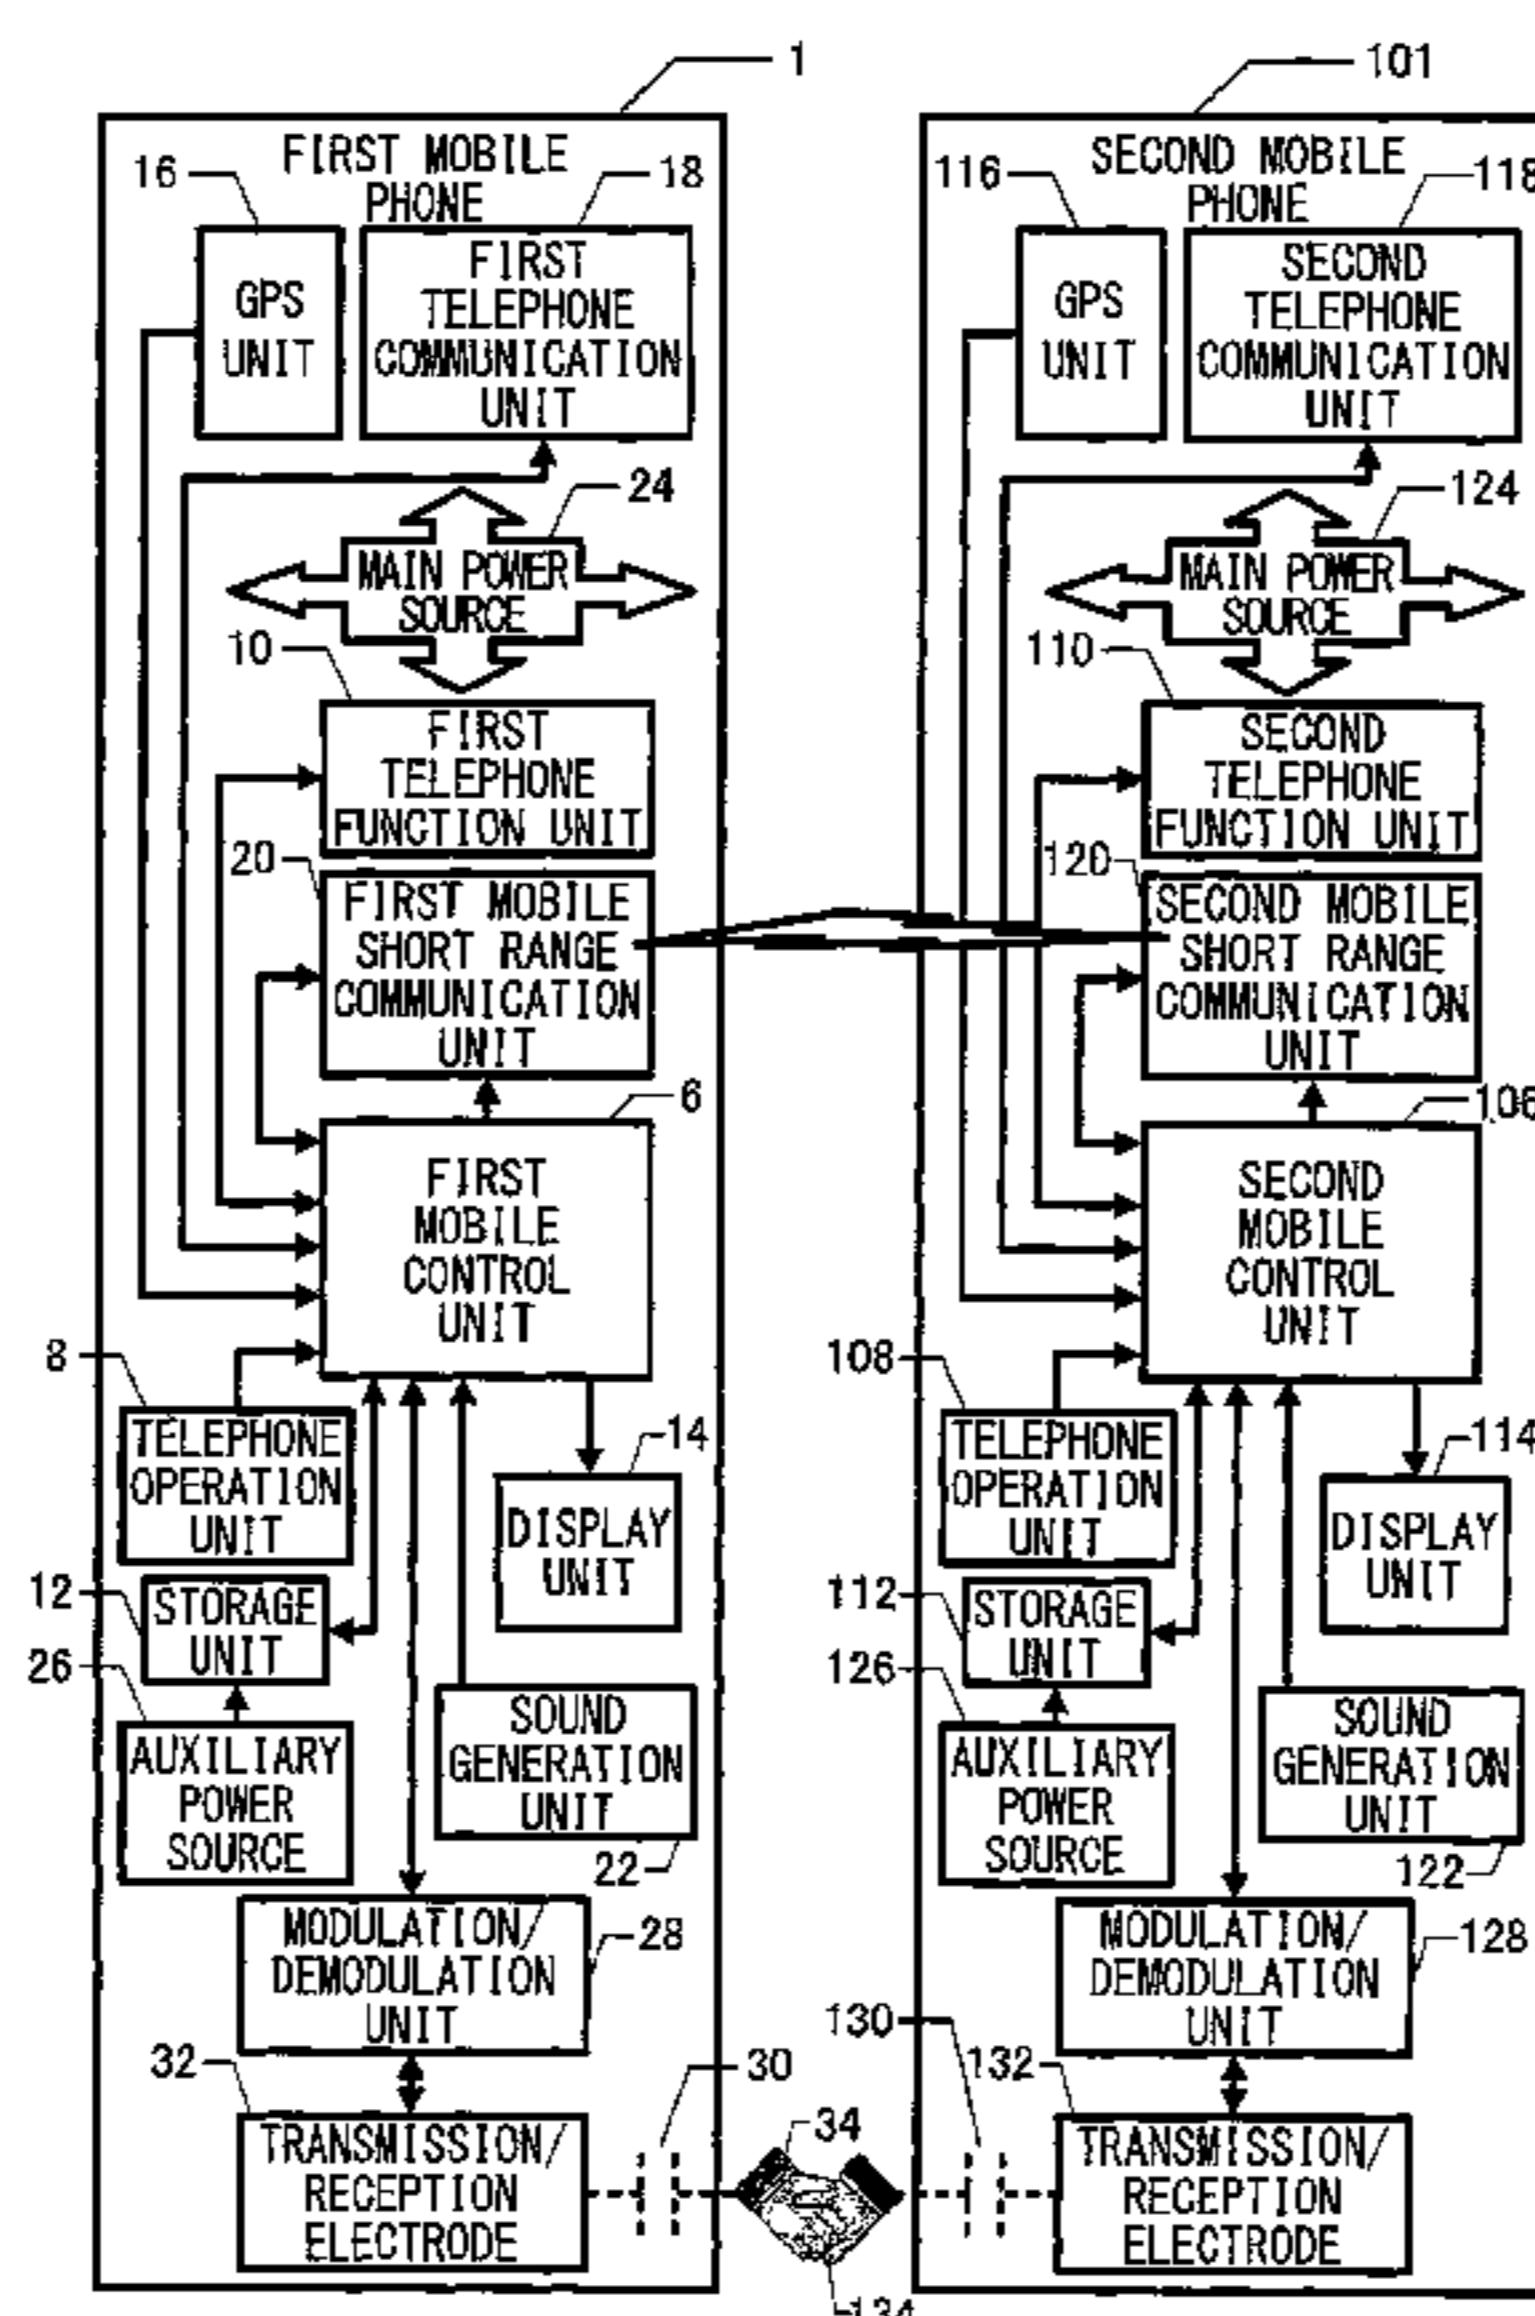 1
101
FIRST MOBILE
PHONE
16
18
GPS
UNIT
FIRST
TELEPHONE
COMMUNICATION
UNIT
24
MAIN POWER
SOURCE
10
FIRST
TELEPHONE
FUNCTION UNIT
20
FIRST MOBILE
SHORT RANGE
COMMUNICATION
UNIT
6
FIRST
MOBILE
CONTROL
UNIT
8
TELEPHONE
OPERATION
UNIT
14
DISPLAY
UNIT
12
STORAGE
UNIT
26
AUXILIARY
POWER
SOURCE
SOUND
GENERATION
UNIT
22
MODULATION/
DEMODULATION
UNIT
28
32
TRANSMISSION/
RECEPTION
ELECTRODE
30
34
134
SECOND MOBILE
PHONE
116
118
GPS
UNIT
SECOND
TELEPHONE
COMMUNICATION
UNIT
124
MAIN POWER
SOURCE
110
SECOND
TELEPHONE
FUNCTION UNIT
120
SECOND MOBILE
SHORT RANGE
COMMUNICATION
UNIT
106
SECOND
MOBILE
CONTROL
UNIT
108
TELEPHONE
OPERATION
UNIT
114
DISPLAY
UNIT
112
STORAGE
UNIT
126
AUXILIARY
POWER
SOURCE
SOUND
GENERATION
UNIT
122
MODULATION/
DEMODULATION
UNIT
128
130
132
TRANSMISSION/
RECEPTION
ELECTRODE